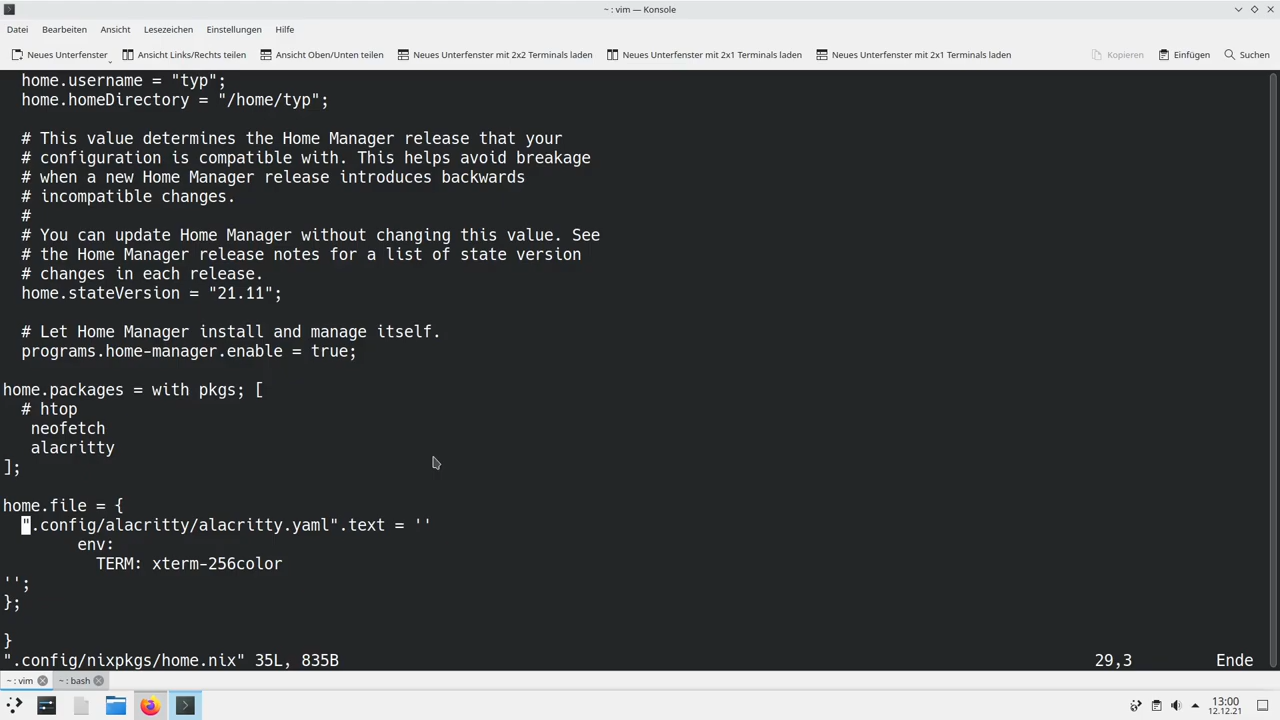 ~ : vim — Konsole
Datei Bearbeiten Ansicht Lesezeichen Einstellungen Hilfe
Neues Unterfenster Ansicht Links/Rechts teilen Ansicht Oben/Unten teilen Neues Unterfenster mit 2x2 Terminals laden Neues Unterfenster mit 2x1 Terminals laden Neues Unterfenster mit 2x1 Terminals laden Kopieren Einfügen Suchen
  home.username = "typ";
  home.homeDirectory = "/home/typ";

  # This value determines the Home Manager release that your
  # configuration is compatible with. This helps avoid breakage
  # when a new Home Manager release introduces backwards
  # incompatible changes.
  #
  # You can update Home Manager without changing this value. See
  # the Home Manager release notes for a list of state version
  # changes in each release.
  home.stateVersion = "21.11";

  # Let Home Manager install and manage itself.
  programs.home-manager.enable = true;

home.packages = with pkgs; [
  # htop
   neofetch
   alacritty
];

home.file = {
  ".config/alacritty/alacritty.yaml".text = ''
        env:
          TERM: xterm-256color
'';
};

}
".config/nixpkgs/home.nix" 35L, 835B 29,3 Ende
~ : vim ~ : bash
13:00
12.12.21